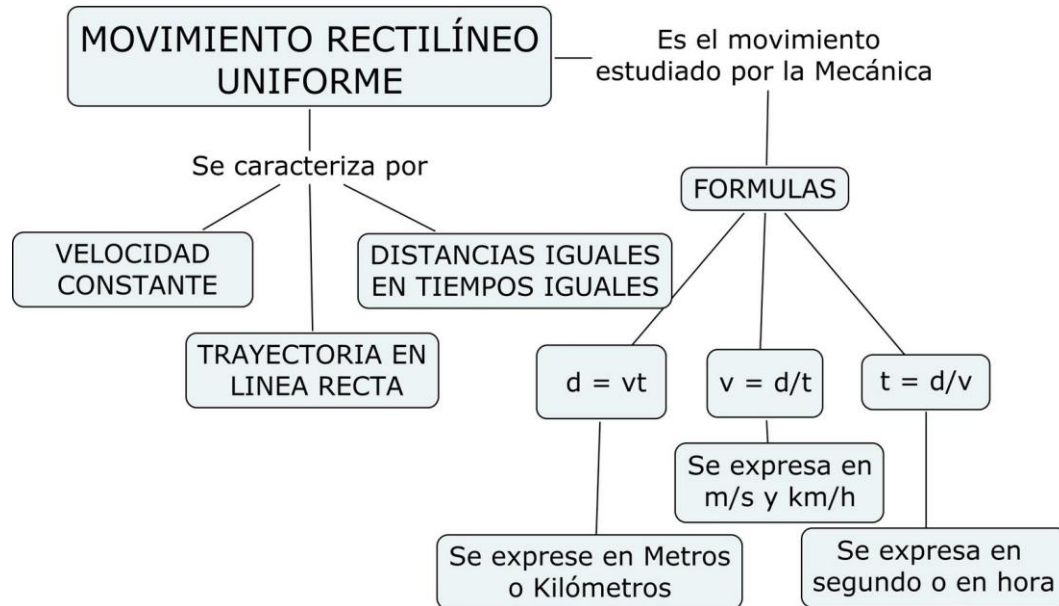 MOVIMIENTO RECTILÍNEO
UNIFORME
Es el movimiento
estudiado por la Mecánica
Se caracteriza por
FORMULAS
VELOCIDAD
CONSTANTE
DISTANCIAS IGUALES
EN TIEMPOS IGUALES
TRAYECTORIA EN
LINEA RECTA
d = vt
v = d/t
t = d/v
Se expresa en
m/s y km/h
Se exprese en Metros
o Kilómetros
Se expresa en
segundo o en hora